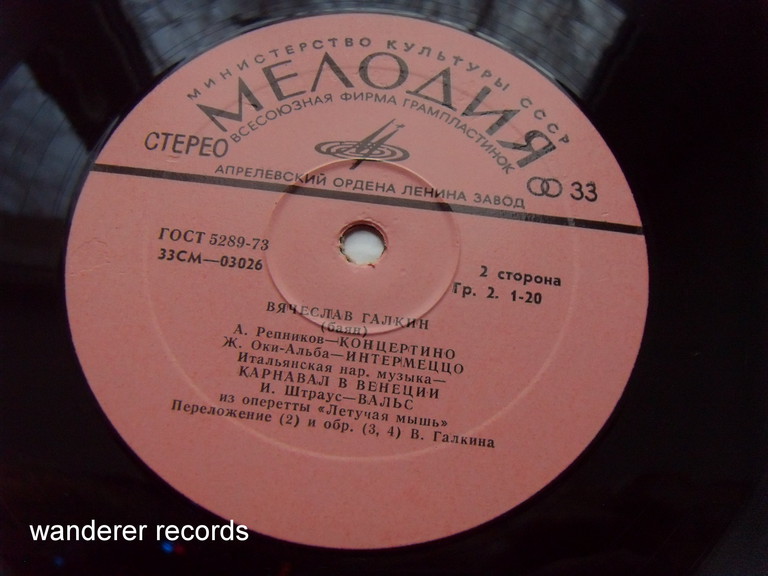 МИНИСТЕРСТВО КУЛЬТУРЫ СССР
МЕЛОДИЯ
ВСЕСОЮЗНАЯ ФИРМА ГРАМПЛАСТИНОК
СТЕРЕО
АПРЕЛЕВСКИЙ ОРДЕНА ЛЕНИНА ЗАВОД
33
ГОСТ 5289-73
33СМ—03026
2 сторона
Гр. 2. 1-20
ВЯЧЕСЛАВ ГАЛКИН
(баян)
А. Репников—КОНЦЕРТИНО
Ж. Оки-Альба—ИНТЕРМЕЦЦО
Итальянская нар. музыка—
КАРНАВАЛ В ВЕНЕЦИИ
И. Штраус—ВАЛЬС
из оперетты «Летучая мышь»
Переложение (2) и обр. (3, 4) В. Галкина
wanderer records